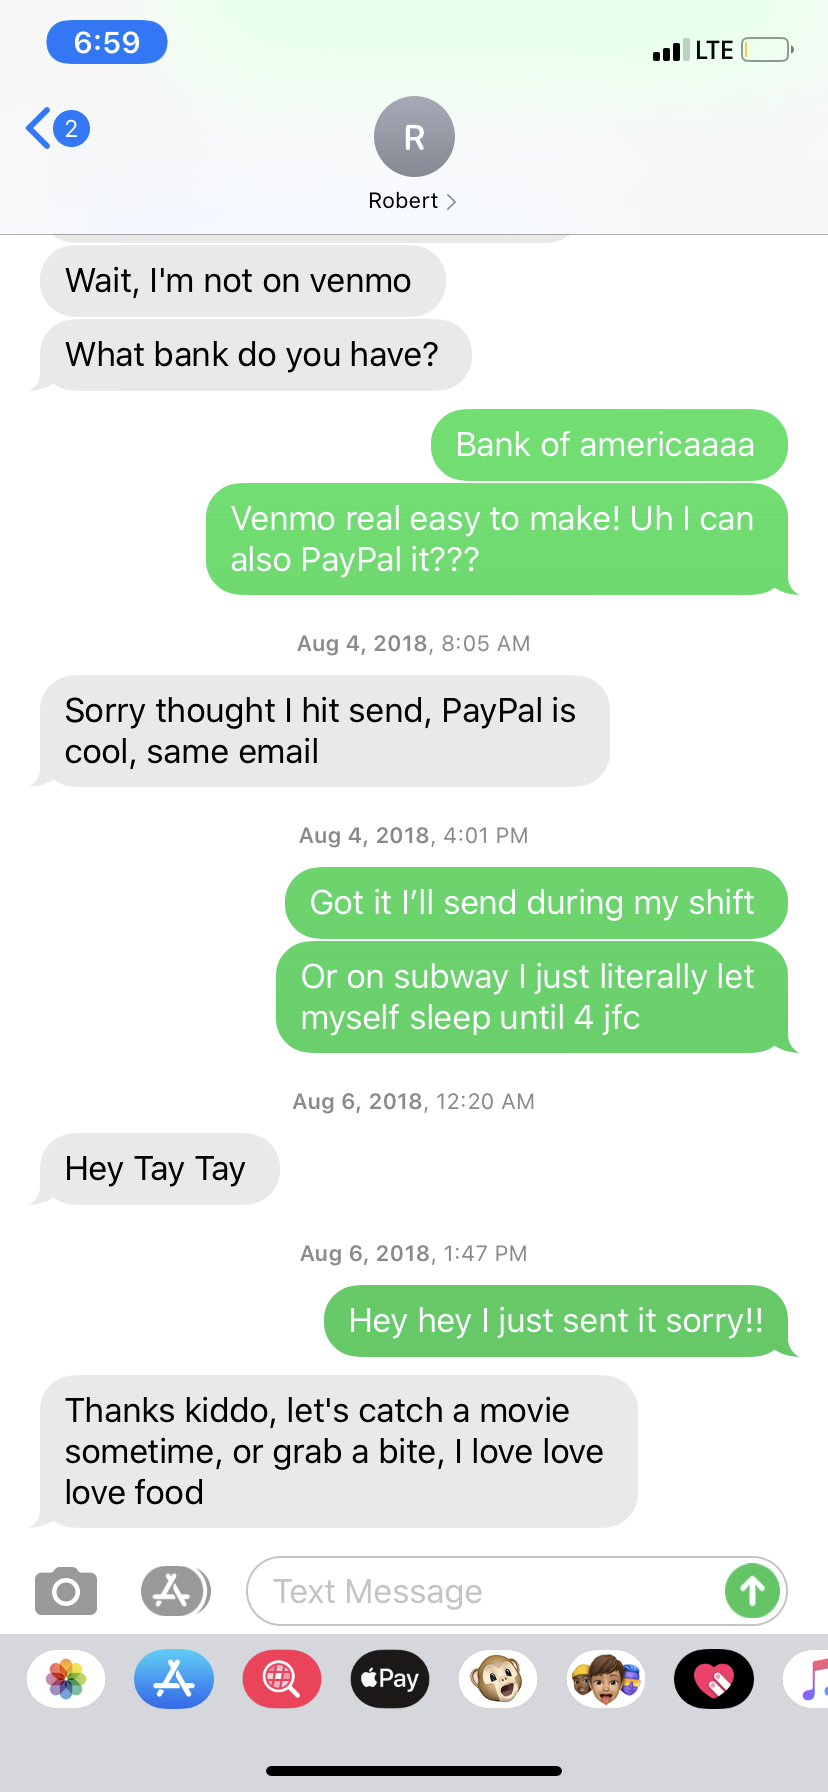 6:59
LTE
2
R
Robert
Wait, I'm not on venmo
What bank do you have?
Bank of americaaaa
Venmo real easy to make! Uh I can
also PayPal it???
Aug 4, 2018, 8:05 AM
Sorry thought I hit send, PayPal is
cool, same email
Aug 4, 2018, 4:01 PM
Got it I’ll send during my shift
Or on subway I just literally let
myself sleep until 4 jfc
Aug 6, 2018, 12:20 AM
Hey Tay Tay
Aug 6, 2018, 1:47 PM
Hey hey I just sent it sorry!!
Thanks kiddo, let's catch a movie
sometime, or grab a bite, I love love
love food
Text Message
Pay